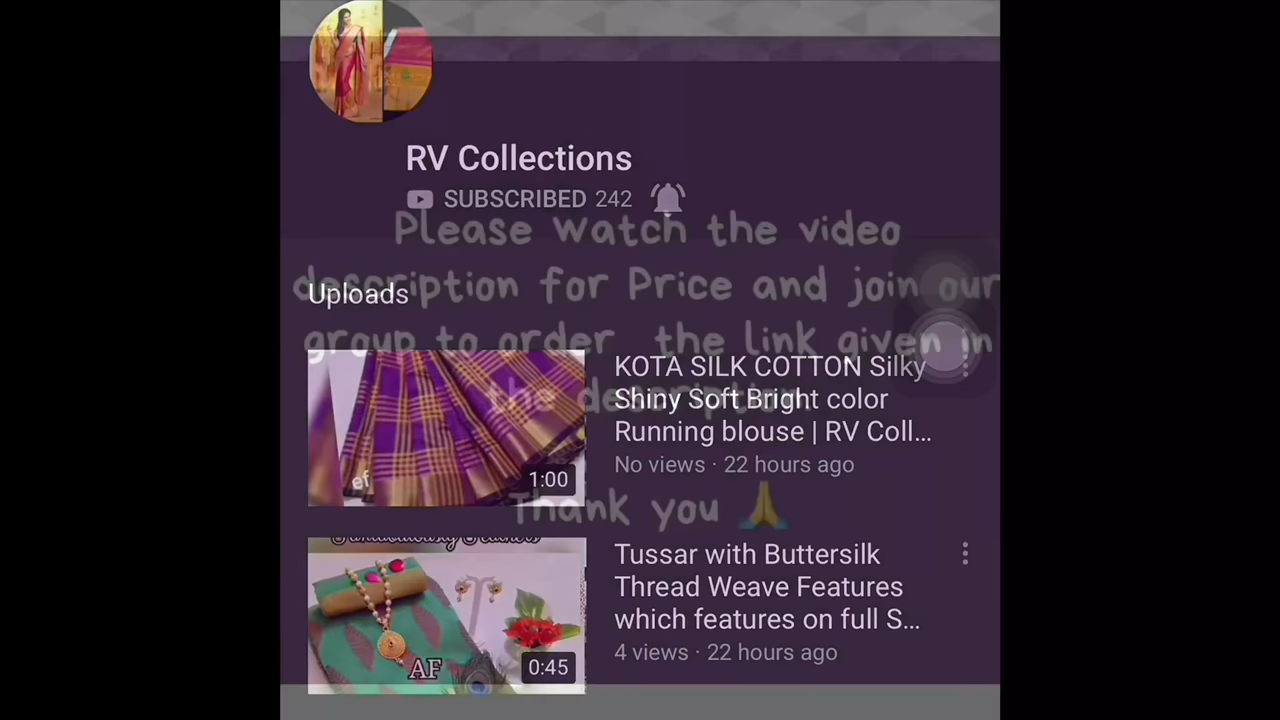 RV Collections
SUBSCRIBED 242
Please watch the video
description for Price and join our
group to order the link given in
the description.
Thank you 🙏
Uploads
KOTA SILK COTTON Silky
Shiny Soft Bright color
Running blouse | RV Coll...
No views · 22 hours ago
ef
1:00
Tussar with Buttersilk
Thread Weave Features
which features on full S...
4 views · 22 hours ago
AF
0:45